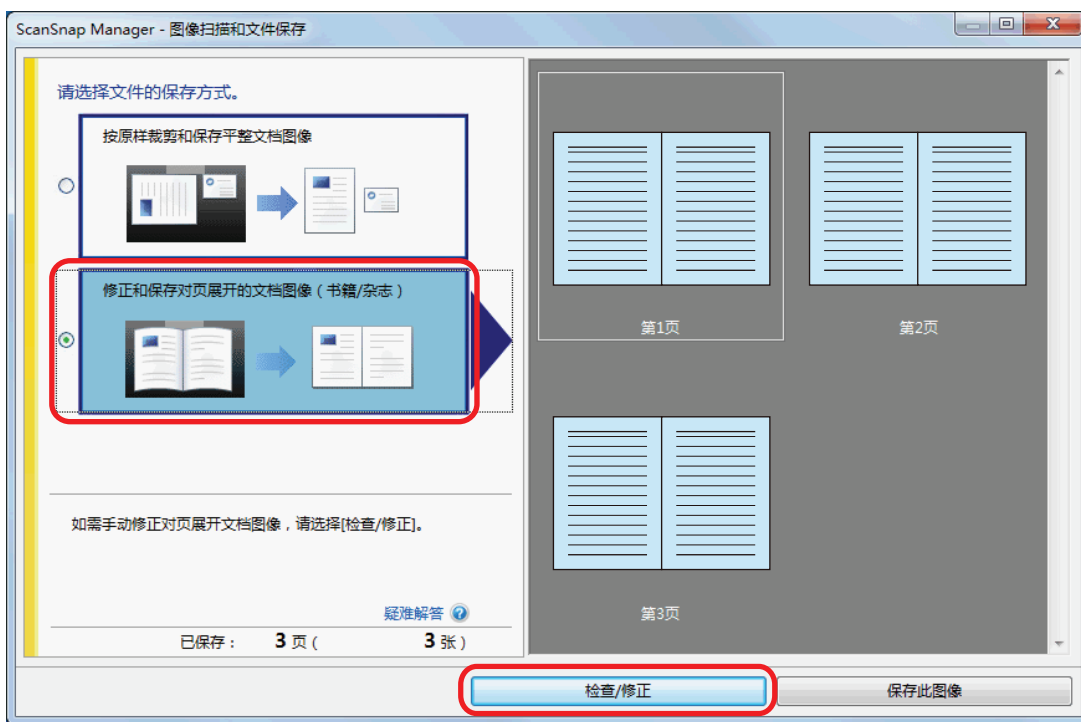 ScanSnap Manager - 图像扫描和文件保存
请选择文件的保存方式。
按原样裁剪和保存平整文档图像
修正和保存对页展开的文档图像（书籍/杂志）
如需手动修正对页展开文档图像，请选择[检查/修正]。
疑难解答
已保存： 3 页（ 3 张）
第1页
第2页
第3页
检查/修正
保存此图像